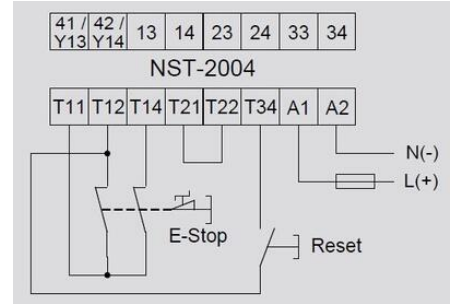 41 / Y13 42 / Y14 13 14 23 24 33 34
NST-2004
T11 T12 T14 T21 T22 T34 A1 A2
N(-)
L(+)
E-Stop
Reset